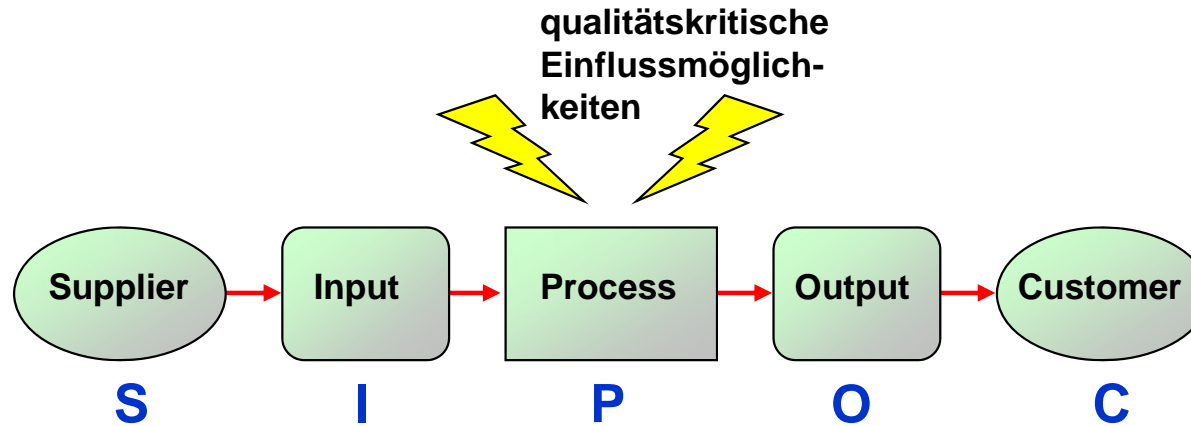 qualitätskritische
Einflussmöglich-
keiten
Supplier Input Process Output Customer
S I P O C